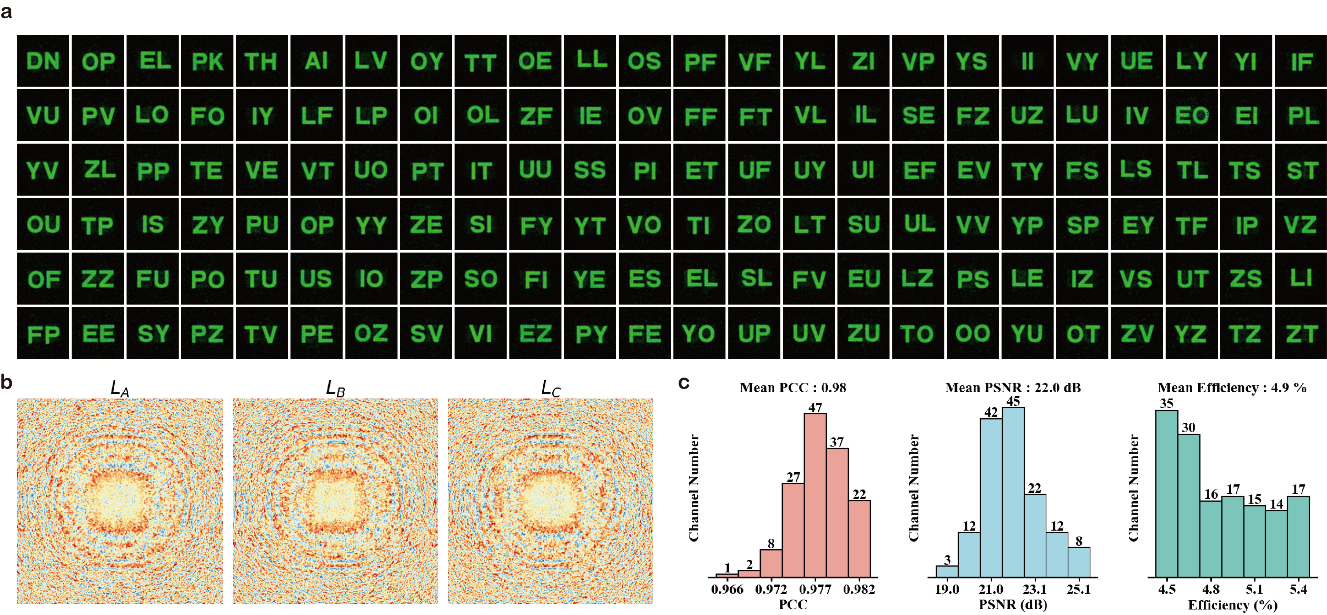 a
DN OP EL PK TH AI LV OY TT OE LL OS PF VF YL ZI VP YS II VY UE LY YI IF
VU PV LO FO IY LF LP OI OL ZF IE OV FF FT VL IL SE FZ UZ LU IV EO EI PL
YV ZL PP TE VE VT UO PT IT UU SS PI ET UF UY UI EF EV TY FS LS TL TS ST
OU TP IS ZY PU OP YY ZE SI FY YT VO TI ZO LT SU UL VV YP SP EY TF IP VZ
OF ZZ FU PO TU US IO ZP SO FI YE ES EL SL FV EU LZ PS LE IZ VS UT ZS LI
FP EE SY PZ TV PE OZ SV VI EZ PY FE YO UP UV ZU TO OO YU OT ZV YZ TZ ZT
b
L_A L_B L_C
c
Mean PCC : 0.98
Channel Number
1 2 8 27 47 37 22
0.966 0.972 0.977 0.982
PCC
Mean PSNR : 22.0 dB
Channel Number
3 12 42 45 22 12 8
19.0 21.0 23.1 25.1
PSNR (dB)
Mean Efficiency : 4.9 %
Channel Number
35 30 16 17 15 14 17
4.5 4.8 5.1 5.4
Efficiency (%)